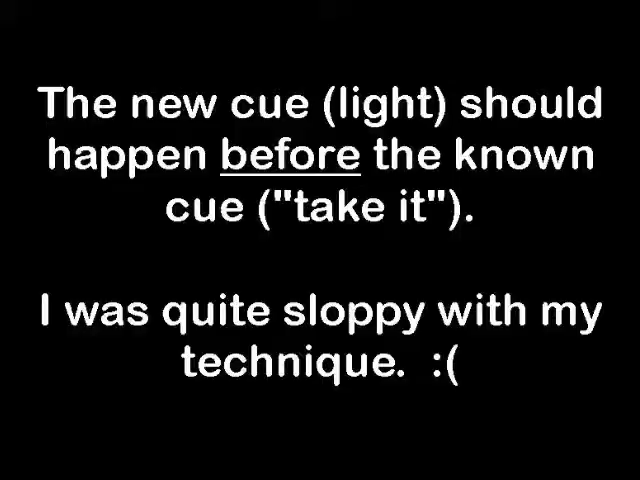 The new cue (light) should
happen before the known
cue ("take it").
I was quite sloppy with my
technique.  :(